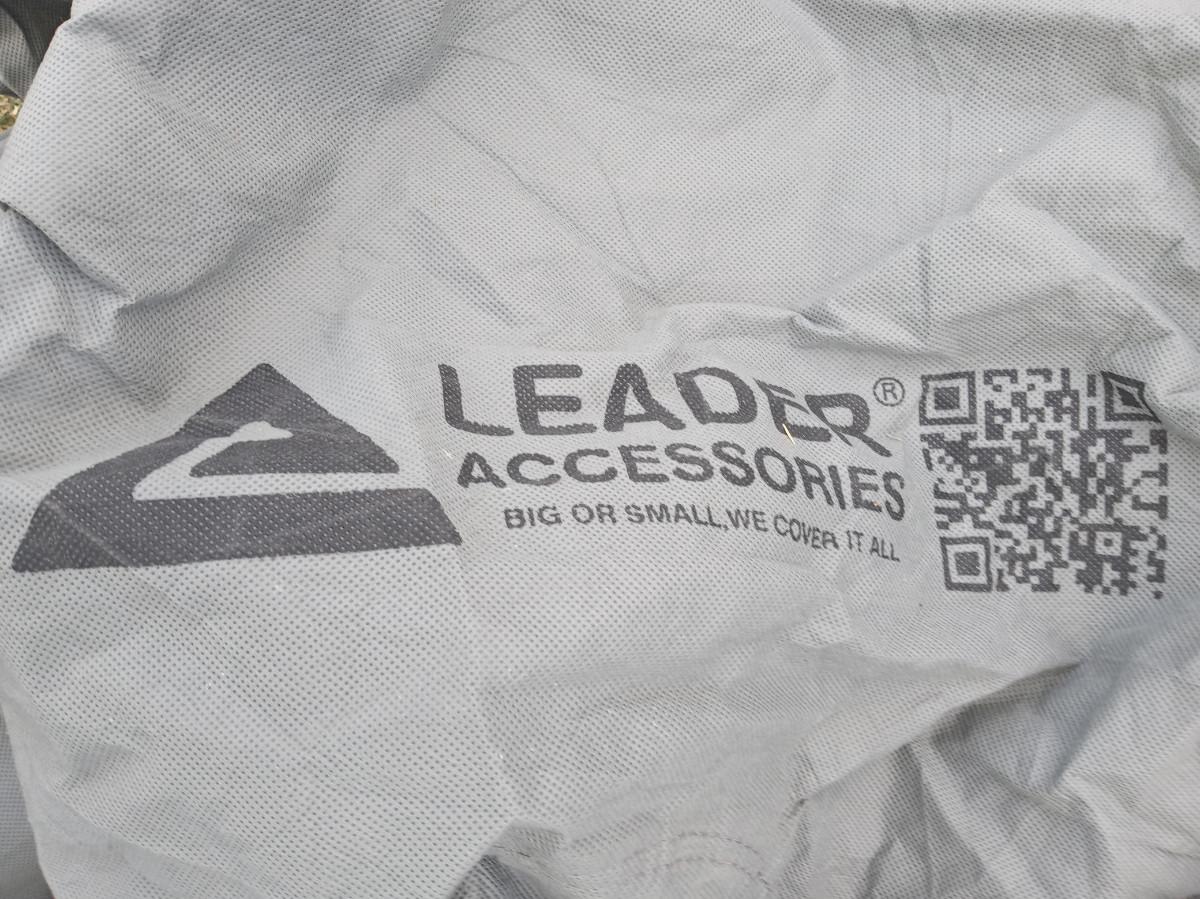 LEADER®
ACCESSORIES
BIG OR SMALL,WE COVER IT ALL